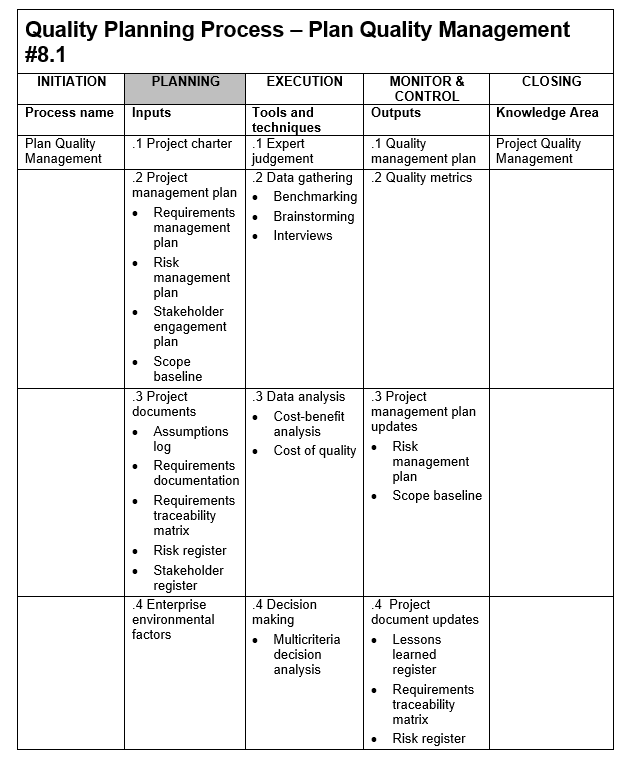 Quality Planning Process – Plan Quality Management
#8.1
INITIATION
PLANNING
EXECUTION
MONITOR &
CONTROL
CLOSING
Process name
Inputs
Tools and
techniques
Outputs
Knowledge Area
Plan Quality
Management
.1 Project charter
.1 Expert
judgement
.1 Quality
management plan
Project Quality
Management
.2 Project
management plan
• Requirements
management
plan
• Risk
management
plan
• Stakeholder
engagement
plan
• Scope
baseline
.2 Data gathering
• Benchmarking
• Brainstorming
• Interviews
.2 Quality metrics
.3 Project
documents
• Assumptions
log
• Requirements
documentation
• Requirements
traceability
matrix
• Risk register
• Stakeholder
register
.3 Data analysis
• Cost-benefit
analysis
• Cost of quality
.3 Project
management plan
updates
• Risk
management
plan
• Scope baseline
.4 Enterprise
environmental
factors
.4 Decision
making
• Multicriteria
decision
analysis
.4 Project
document updates
• Lessons
learned
register
• Requirements
traceability
matrix
• Risk register